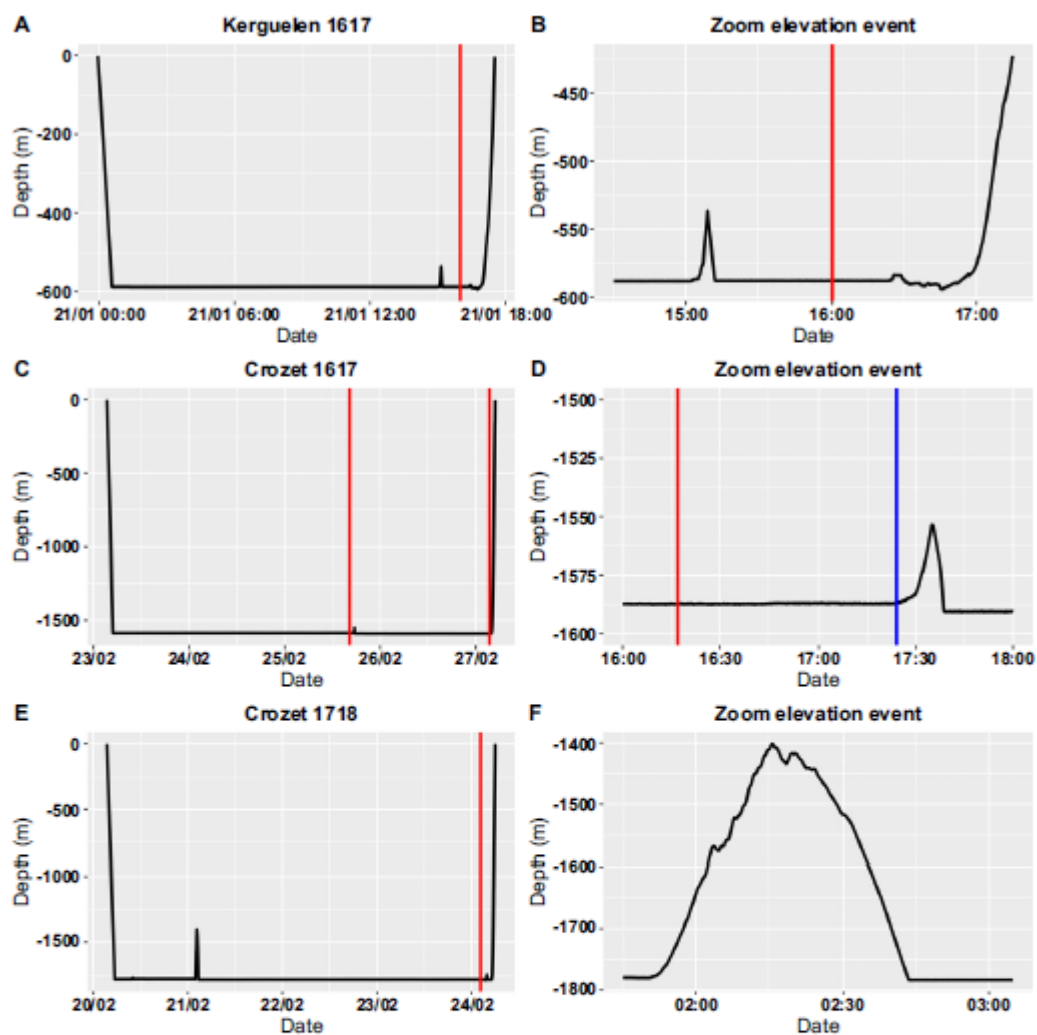 A Kerguelen 1617
0
-200
-400
-600
Depth (m)
21/01 00:00 21/01 06:00 21/01 12:00 21/01 18:00
Date
B Zoom elevation event
-450
-500
-550
-600
Depth (m)
15:00 16:00 17:00
Date
C Crozet 1617
0
-500
-1000
-1500
Depth (m)
23/02 24/02 25/02 26/02 27/02
Date
D Zoom elevation event
-1500
-1525
-1550
-1575
-1600
Depth (m)
16:00 16:30 17:00 17:30 18:00
Date
E Crozet 1718
0
-500
-1000
-1500
Depth (m)
20/02 21/02 22/02 23/02 24/02
Date
F Zoom elevation event
-1400
-1500
-1600
-1700
-1800
Depth (m)
02:00 02:30 03:00
Date